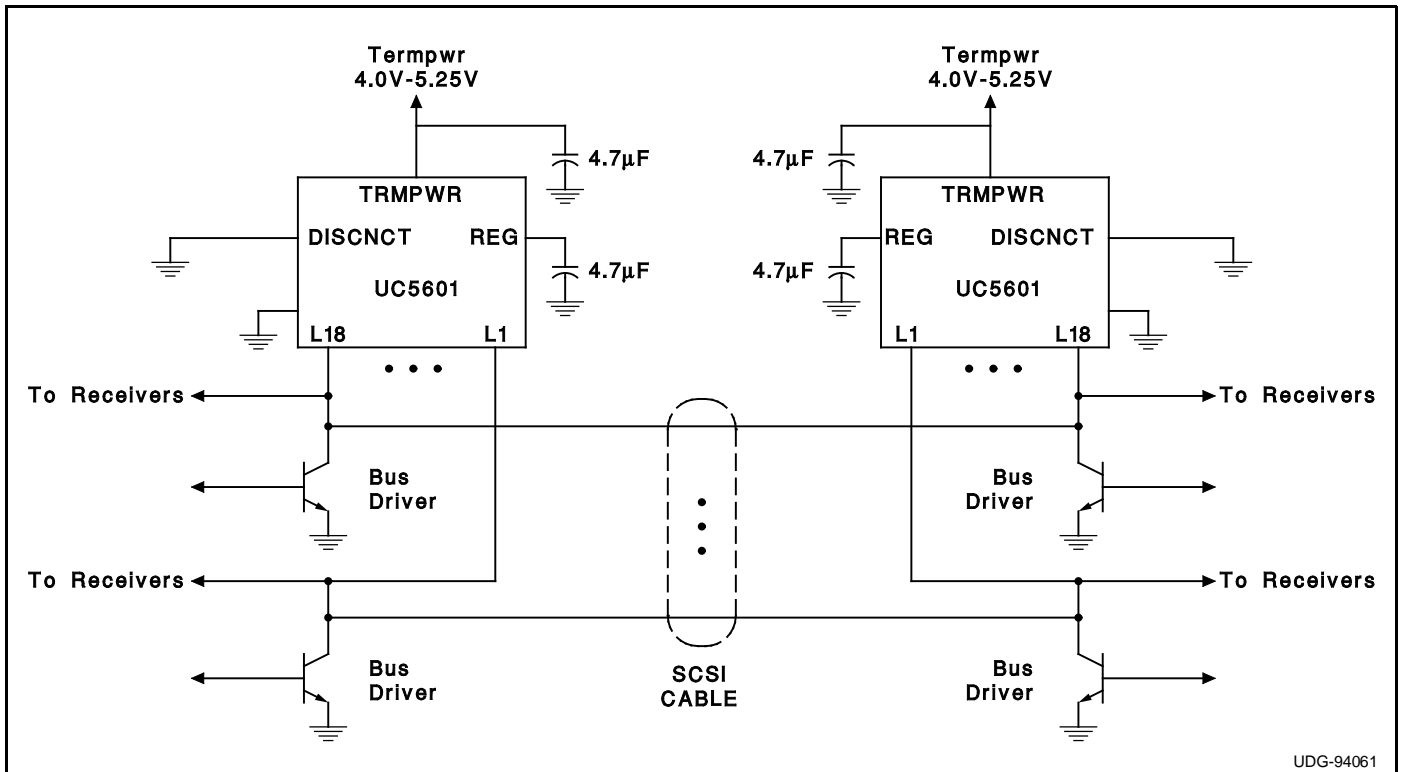 Termpwr
4.0V-5.25V
Termpwr
4.0V-5.25V
4.7µF
4.7µF
TRMPWR
TRMPWR
DISCNCT REG
REG DISCNCT
4.7µF
4.7µF
UC5601
UC5601
L18 L1
L1 L18
To Receivers
To Receivers
Bus
Driver
Bus
Driver
To Receivers
To Receivers
Bus
Driver
SCSI
CABLE
Bus
Driver
UDG-94061